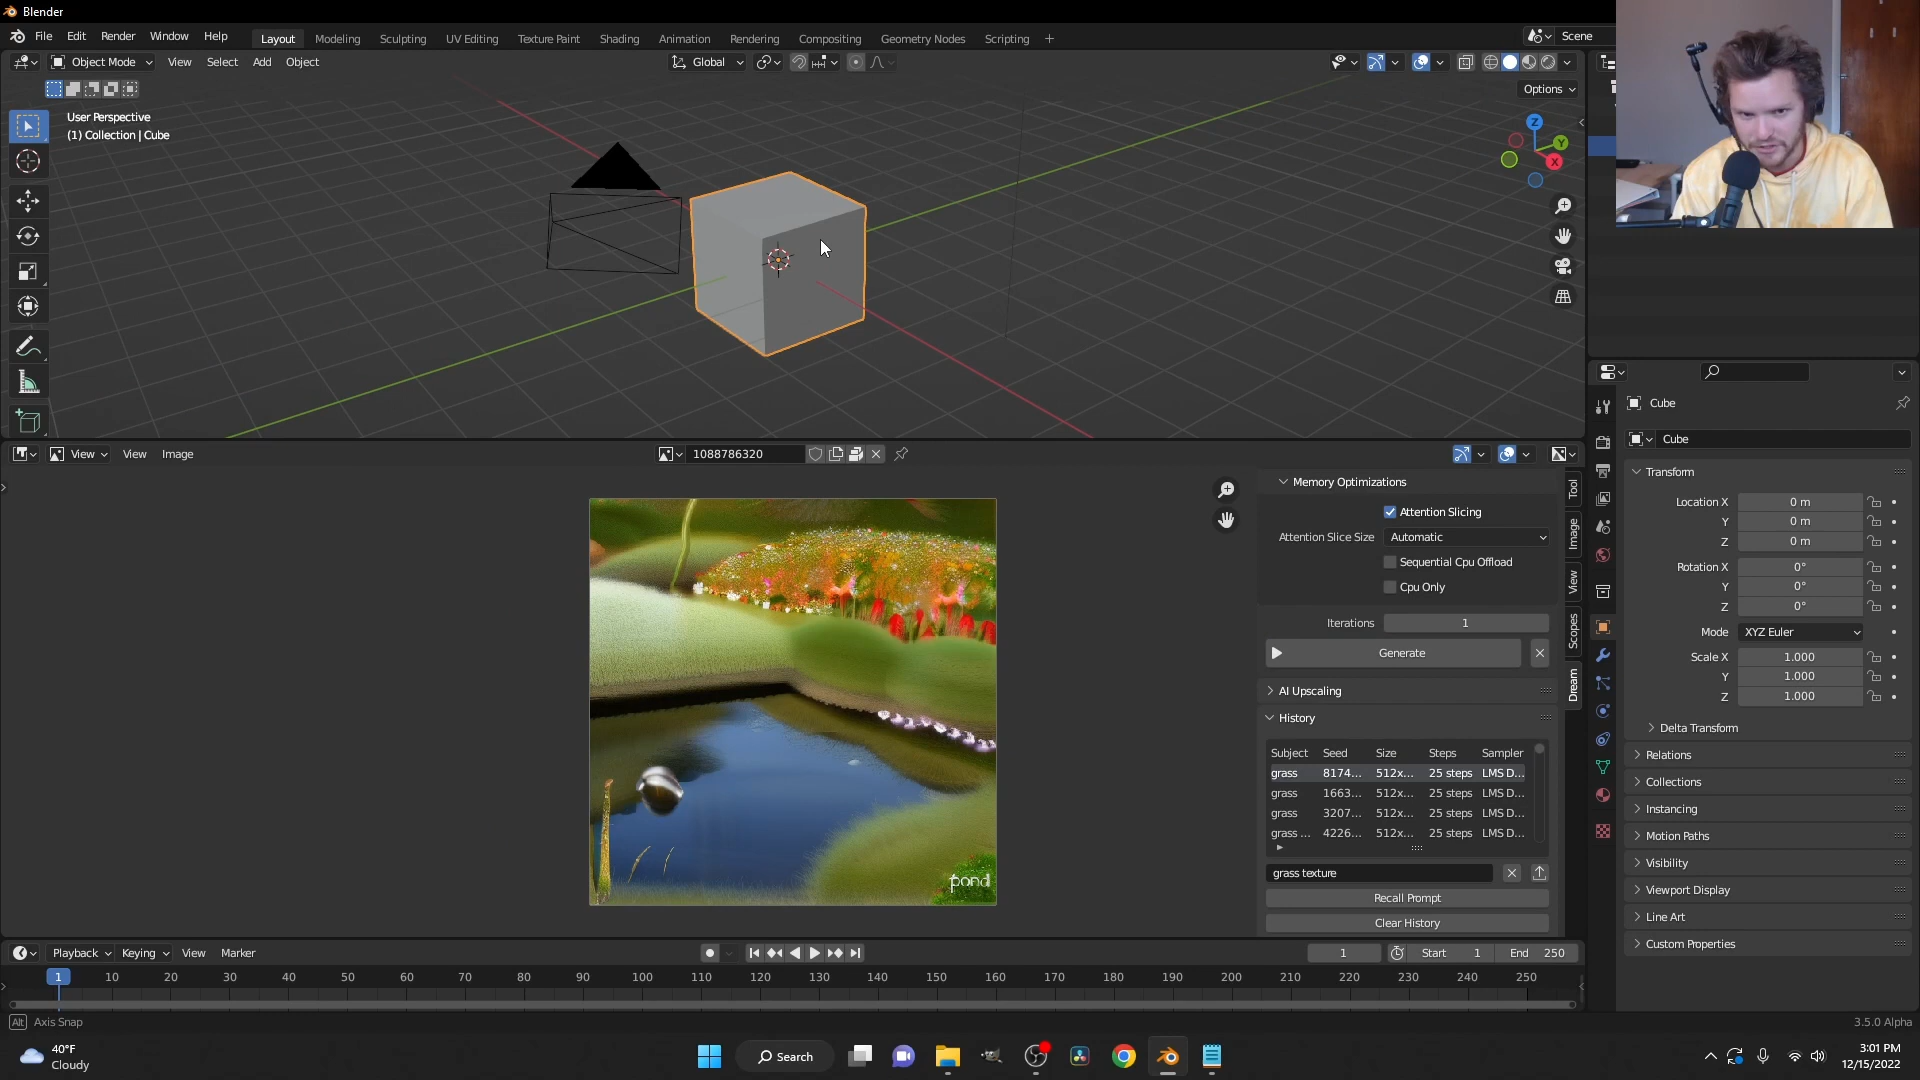 Blender
File Edit Render Window Help Layout Modeling Sculpting UV Editing Texture Paint Shading Animation Rendering Compositing Geometry Nodes Scripting + Scene
Object Mode View Select Add Object Global
Options
User Perspective
(1) Collection | Cube
Z
Y
X
View View Image 1088786320
Cube
Cube
Transform
Location X 0 m
Y 0 m
Z 0 m
Rotation X 0°
Y 0°
Z 0°
Mode XYZ Euler
Scale X 1.000
Y 1.000
Z 1.000
Delta Transform
Relations
Collections
Instancing
Motion Paths
Visibility
Viewport Display
Line Art
Custom Properties
Memory Optimizations
Attention Slicing
Attention Slice Size Automatic
Sequential Cpu Offload
Cpu Only
Iterations 1
Generate
AI Upscaling
History
Subject Seed Size Steps Sampler
grass 8174... 512x... 25 steps LMS D...
grass 1663... 512x... 25 steps LMS D...
grass 3207... 512x... 25 steps LMS D...
grass ... 4226... 512x... 25 steps LMS D...
grass texture
Recall Prompt
Clear History
Tool
Image
View
Scopes
Dream
pond
Playback Keying View Marker 1 Start 1 End 250
1 10 20 30 40 50 60 70 80 90 100 110 120 130 140 150 160 170 180 190 200 210 220 230 240 250
Alt Axis Snap 3.5.0 Alpha
40°F
Cloudy
Search
3:01 PM
12/15/2022